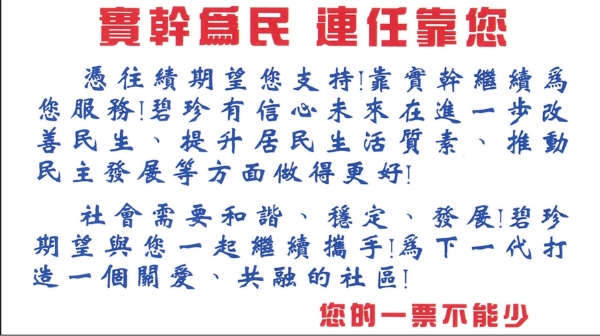 實幹為民 連任靠您
憑往績期望您支持!靠實幹繼續為
您服務!碧珍有信心未來在進一步改
善民生、提升居民生活質素、推動
民主發展等方面做得更好!
社會需要和諧、穩定、發展!碧珍
期望與您一起繼續攜手!為下一代打
造一個關愛、共融的社區!
您的一票不能少